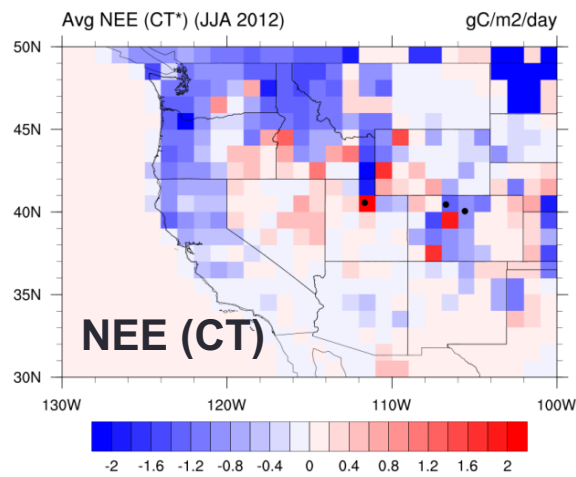 Avg NEE (CT*) (JJA 2012) gC/m2/day
50N
45N
40N
35N
30N
NEE (CT)
130W 120W 110W 100W
-2 -1.6 -1.2 -0.8 -0.4 0 0.4 0.8 1.2 1.6 2